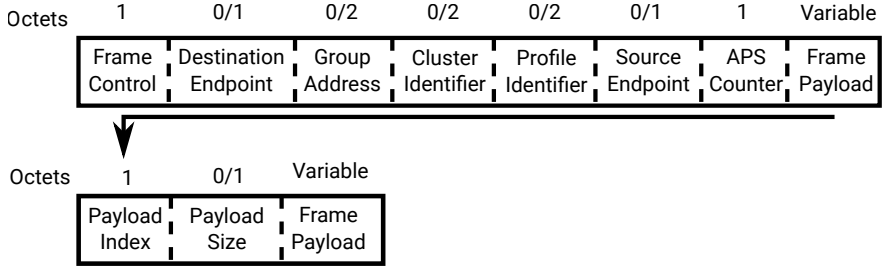 Octets 1 0/1 0/2 0/2 0/2 0/1 1 Variable
Frame Destination Group Cluster Profile Source APS Frame
Control Endpoint Address Identifier Identifier Endpoint Counter Payload
Octets 1 0/1 Variable
Payload Payload Frame
Index Size Payload